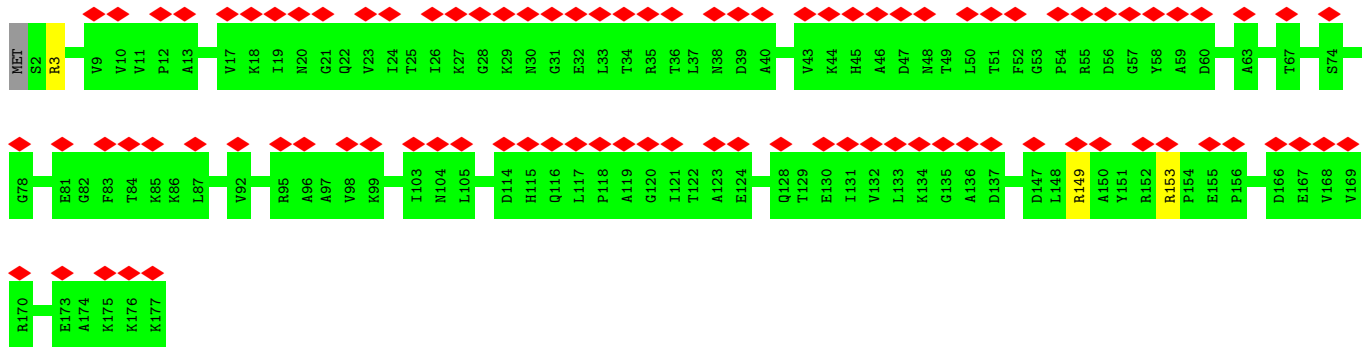 MET S2 R3 V9 V10 V11 P12 A13 V17 K18 I19 N20 G21 Q22 V23 I24 T25 I26 K27 G28 K29 N30 G31 E32 L33 T34 R35 T36 L37 N38 D39 A40 V43 K44 H45 A46 D47 N48 T49 L50 T51 F52 G53 P54 R55 D56 G57 Y58 A59 D60 A63 T67 S74
G78 E81 G82 F83 T84 K85 K86 L87 V92 R95 A96 A97 V98 K99 I103 N104 L105 D114 H115 Q116 L117 P118 A119 G120 I121 T122 A123 E124 Q128 T129 E130 I131 V132 L133 K134 G135 A136 D137 D147 L148 R149 A150 Y151 R152 R153 P154 E155 P156 D166 E167 V168 V169
R170 E173 A174 K175 K176 K177